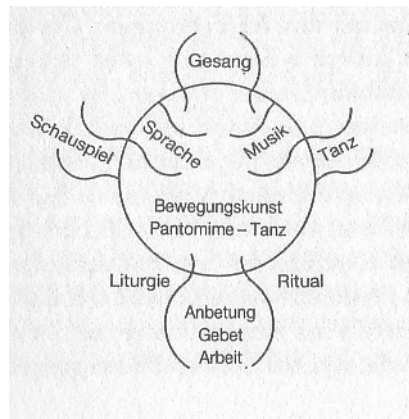 Gesang
Schauspiel
Sprache
Musik
Tanz
Bewegungskunst
Pantomime – Tanz
Liturgie
Ritual
Anbetung
Gebet
Arbeit